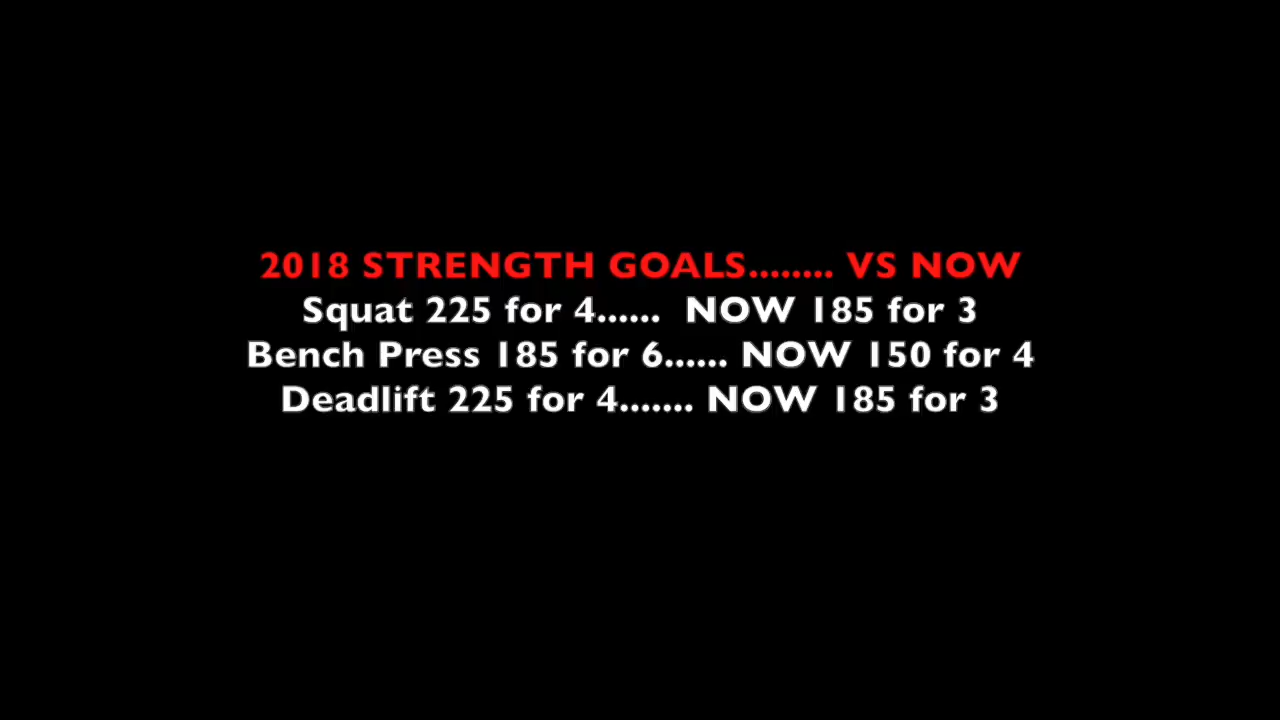 2018 STRENGTH GOALS........ VS NOW
Squat 225 for 4...... NOW 185 for 3
Bench Press 185 for 6...... NOW 150 for 4
Deadlift 225 for 4....... NOW 185 for 3